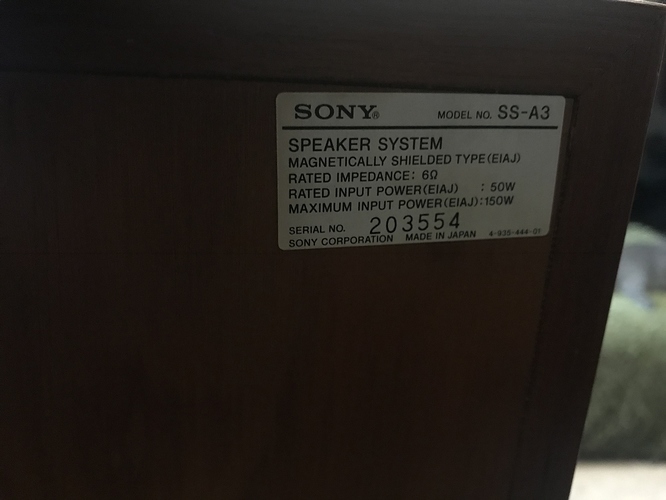 SONY® MODEL NO. SS-A3
SPEAKER SYSTEM
MAGNETICALLY SHIELDED TYPE(EIAJ)
RATED IMPEDANCE: 6Ω
RATED INPUT POWER(EIAJ) : 50W
MAXIMUM INPUT POWER(EIAJ):150W
SERIAL NO. 203554
SONY CORPORATION MADE IN JAPAN 4-935-444-01